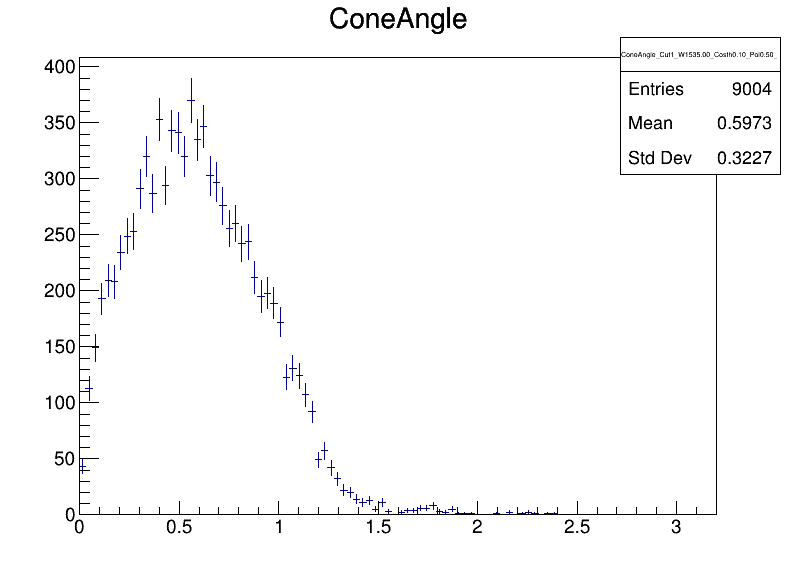 ConeAngle
ConeAngle_Cut1_W1535.00_Costh0.10_Pol0.50_
Entries 9004
Mean 0.5973
Std Dev 0.3227
400
350
300
250
200
150
100
50
0
0 0.5 1 1.5 2 2.5 3